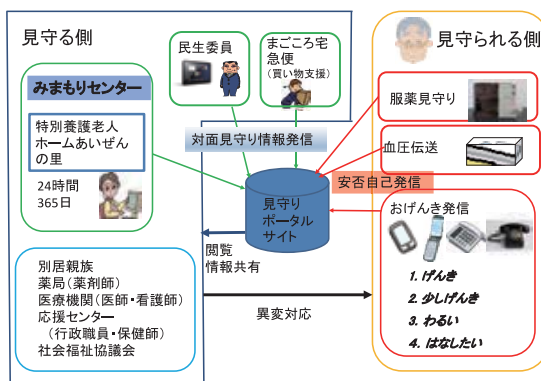 見守る側
みまもりセンター
特別養護老人
ホームあいぜん
の里
24時間
365日
民生委員
まごころ宅
急便
(買い物支援)
対面見守り情報発信
見守り
ポータル
サイト
閲覧
情報共有
別居親族
薬局(薬剤師)
医療機関(医師・看護師)
応援センター
(行政職員・保健師)
社会福祉協議会
異変対応
見守られる側
服薬見守り
血圧伝送
安否自己発信
おげんき発信
1. げんき
2. 少しげんき
3. わるい
4. はなしたい